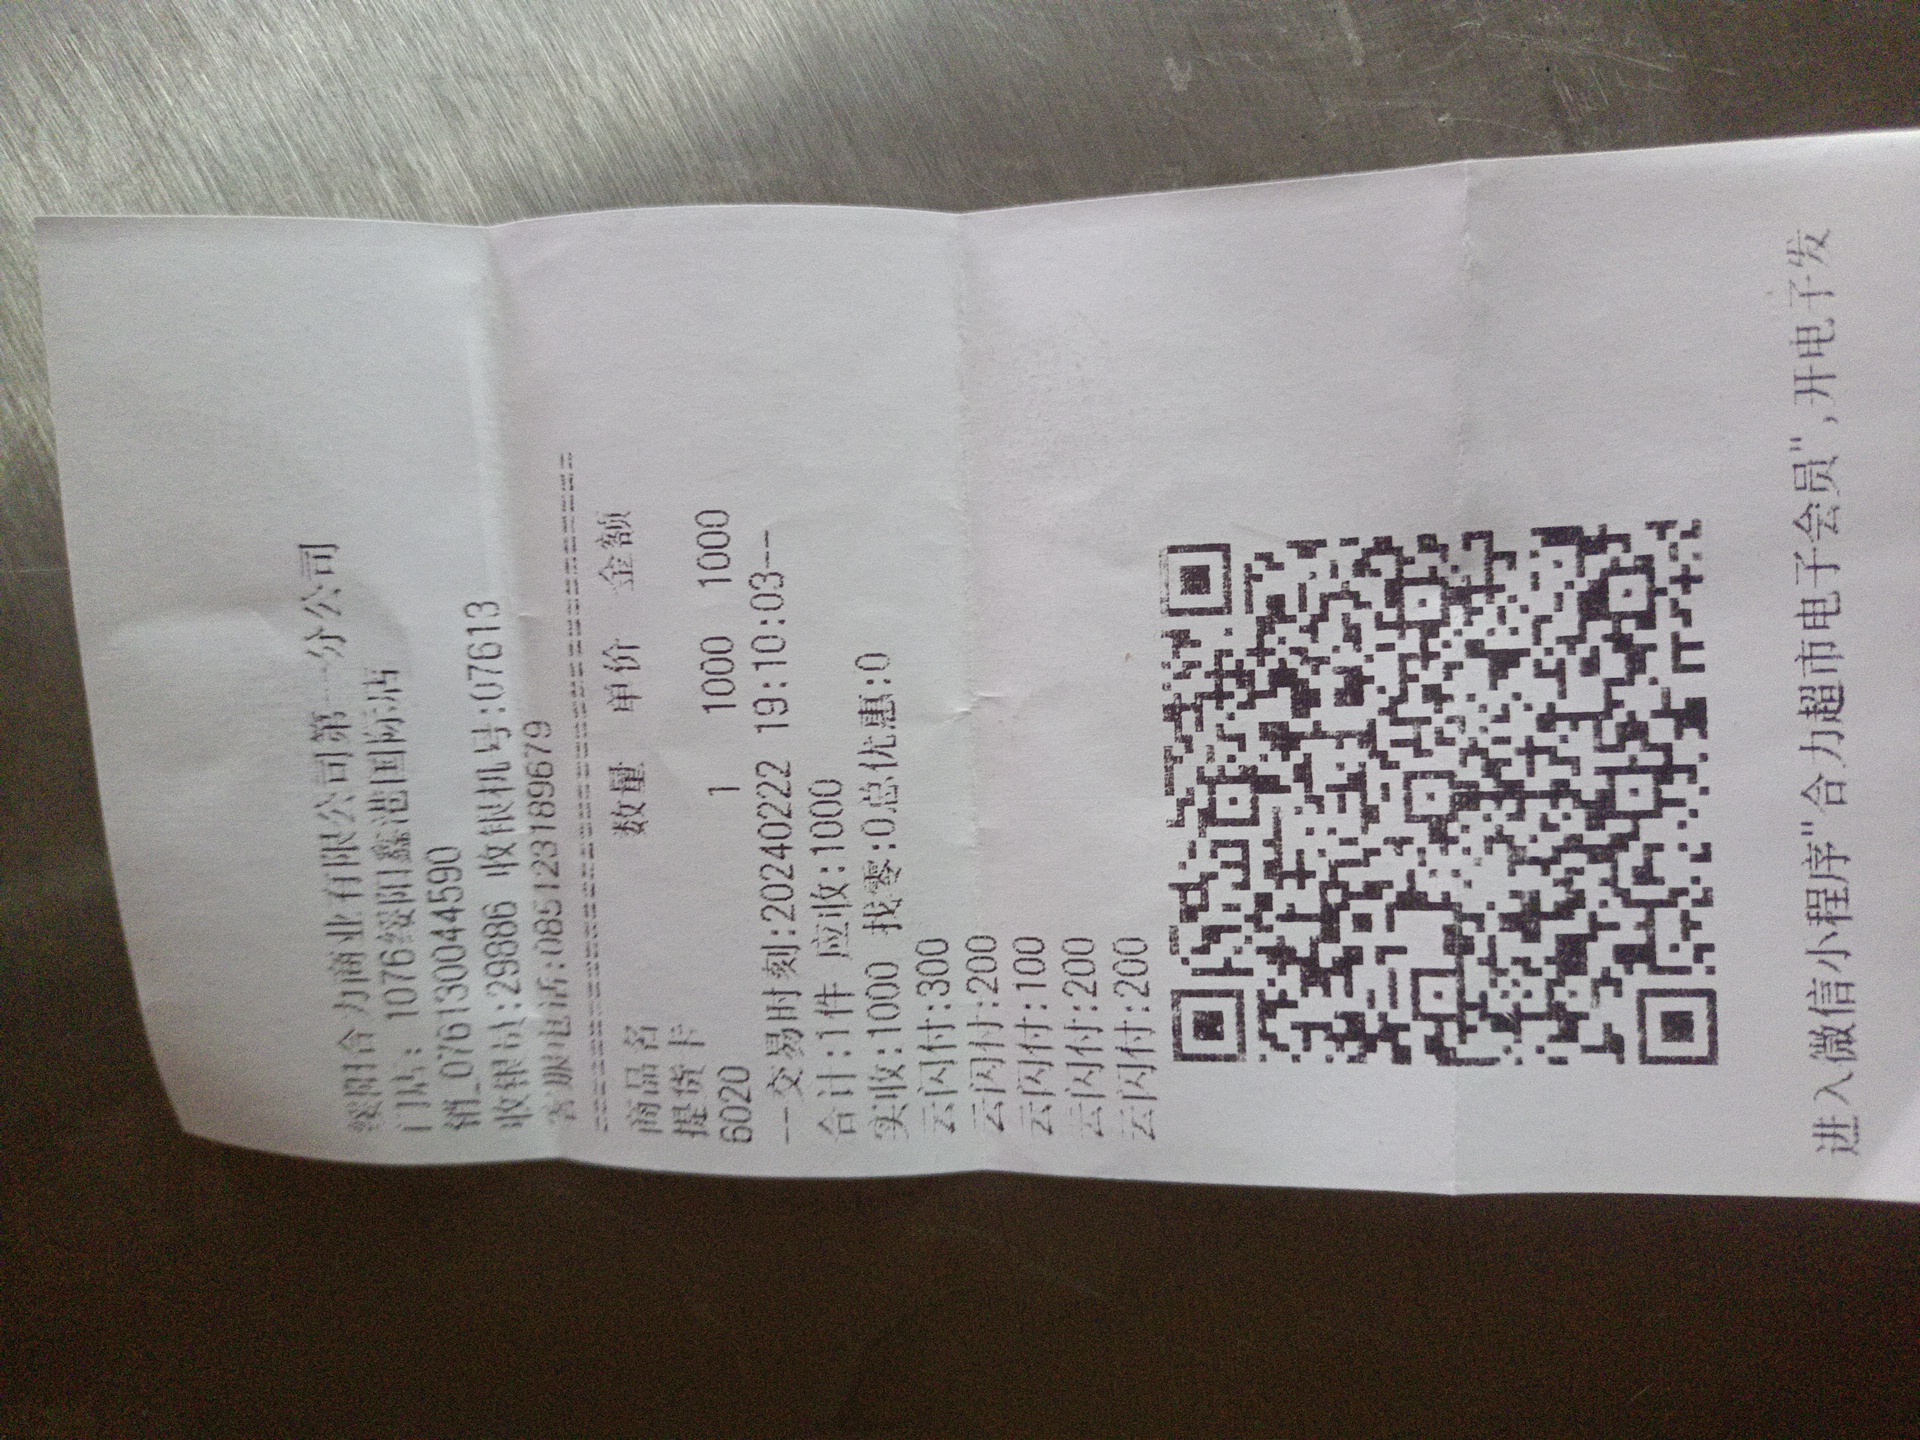 绥阳合力商业有限公司第一分公司
门店: 1076绥阳鑫港国际店
销_076130044590
收银员:29886 收银机号:07613
客服电话:085123189679
商品名 数量 单价 金额
提货卡
6020 1 1000 1000
--交易时刻:20240222 19:10:03--
合计:1件 应收:1000
实收:1000 找零:0总优惠:0
云闪付:300
云闪付:200
云闪付:100
云闪付:200
云闪付:200
进入微信小程序"合力超市电子会员",开电子发